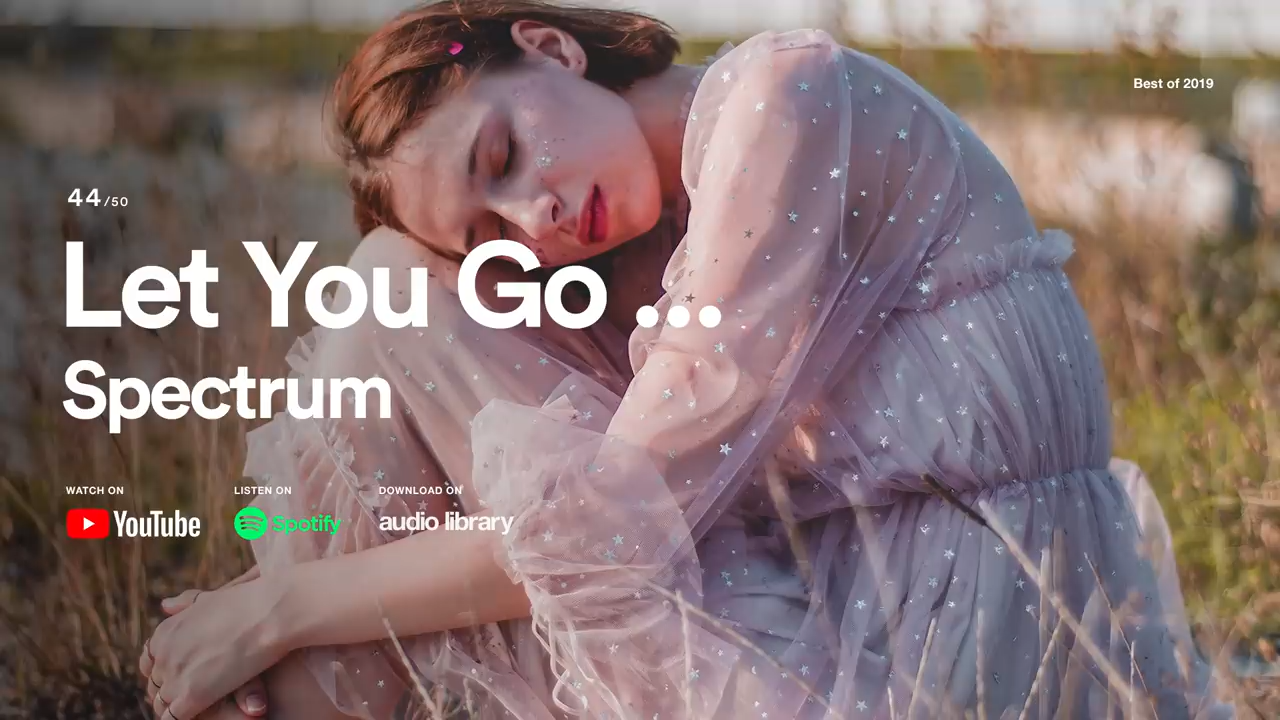 Best of 2019
44/50
Let You Go ...
Spectrum
WATCH ON
LISTEN ON
DOWNLOAD ON
YouTube
Spotify
audio library